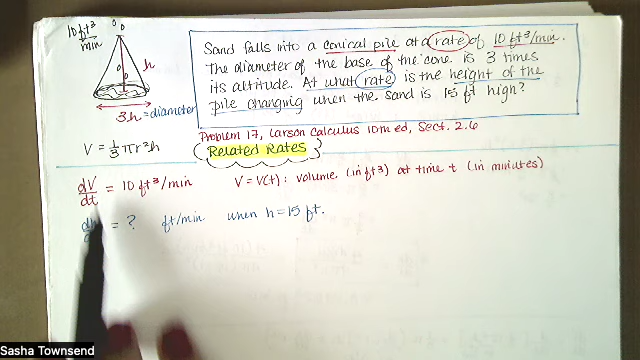 10 ft³
min
h
3h = diameter
V = 1/3 πr²h
Sand falls into a conical pile at a rate of 10 ft³/min.
The diameter of the base of the cone is 3 times
its altitude. At what rate is the height of the
pile changing when the sand is 15 ft high?
Problem 17, Larson Calculus 10th ed, Sect. 2.6
Related Rates
dV/dt = 10 ft³/min V = V(t): volume (in ft³) at time t (in minutes)
dh = ? ft/min when h = 15 ft.
Sasha Townsend